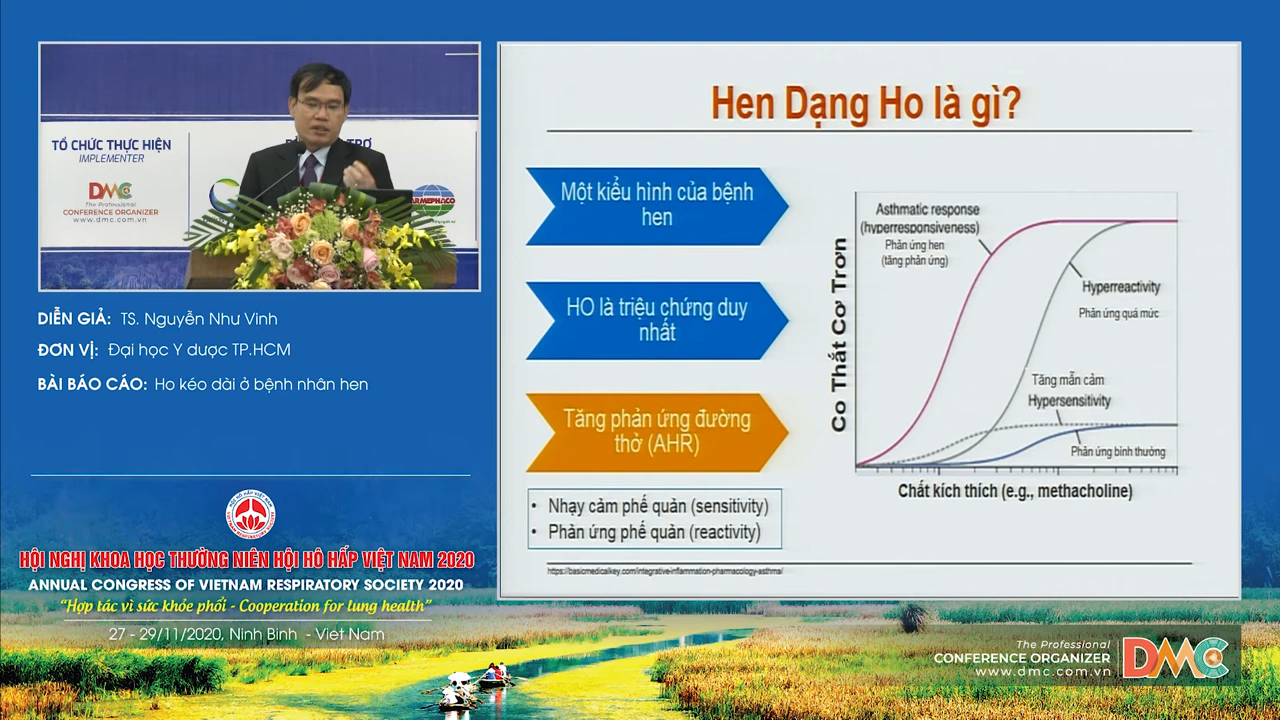 TỔ CHỨC THỰC HIỆN
IMPLEMENTER
DMC
The Professional
CONFERENCE ORGANIZER
www.dmc.com.vn
DIỄN GIẢ: TS. Nguyễn Như Vinh
ĐƠN VỊ: Đại học Y dược TP.HCM
BÀI BÁO CÁO: Ho kéo dài ở bệnh nhân hen
HỘI NGHỊ KHOA HỌC THƯỜNG NIÊN HỘI HÔ HẤP VIỆT NAM 2020
ANNUAL CONGRESS OF VIETNAM RESPIRATORY SOCIETY 2020
“Hợp tác vì sức khỏe phổi - Cooperation for lung health”
27 - 29/11/2020, Ninh Binh - Viet Nam
Hen Dạng Ho là gì?
Một kiểu hình của bệnh
hen
HO là triệu chứng duy
nhất
Tăng phản ứng đường
thở (AHR)
• Nhạy cảm phế quản (sensitivity)
• Phản ứng phế quản (reactivity)
Co Thắt Cơ Trơn
Asthmatic response
(hyperresponsiveness)
Phản ứng hen
(tăng phản ứng)
Hyperreactivity
Phản ứng quá mức
Tăng mẫn cảm
Hypersensitivity
Phản ứng bình thường
Chất kích thích (e.g., methacholine)
https://basicmedicalkey.com/integrative-inflammation-pharmacology-asthma/
The Professional
CONFERENCE ORGANIZER
www.dmc.com.vn
DMC